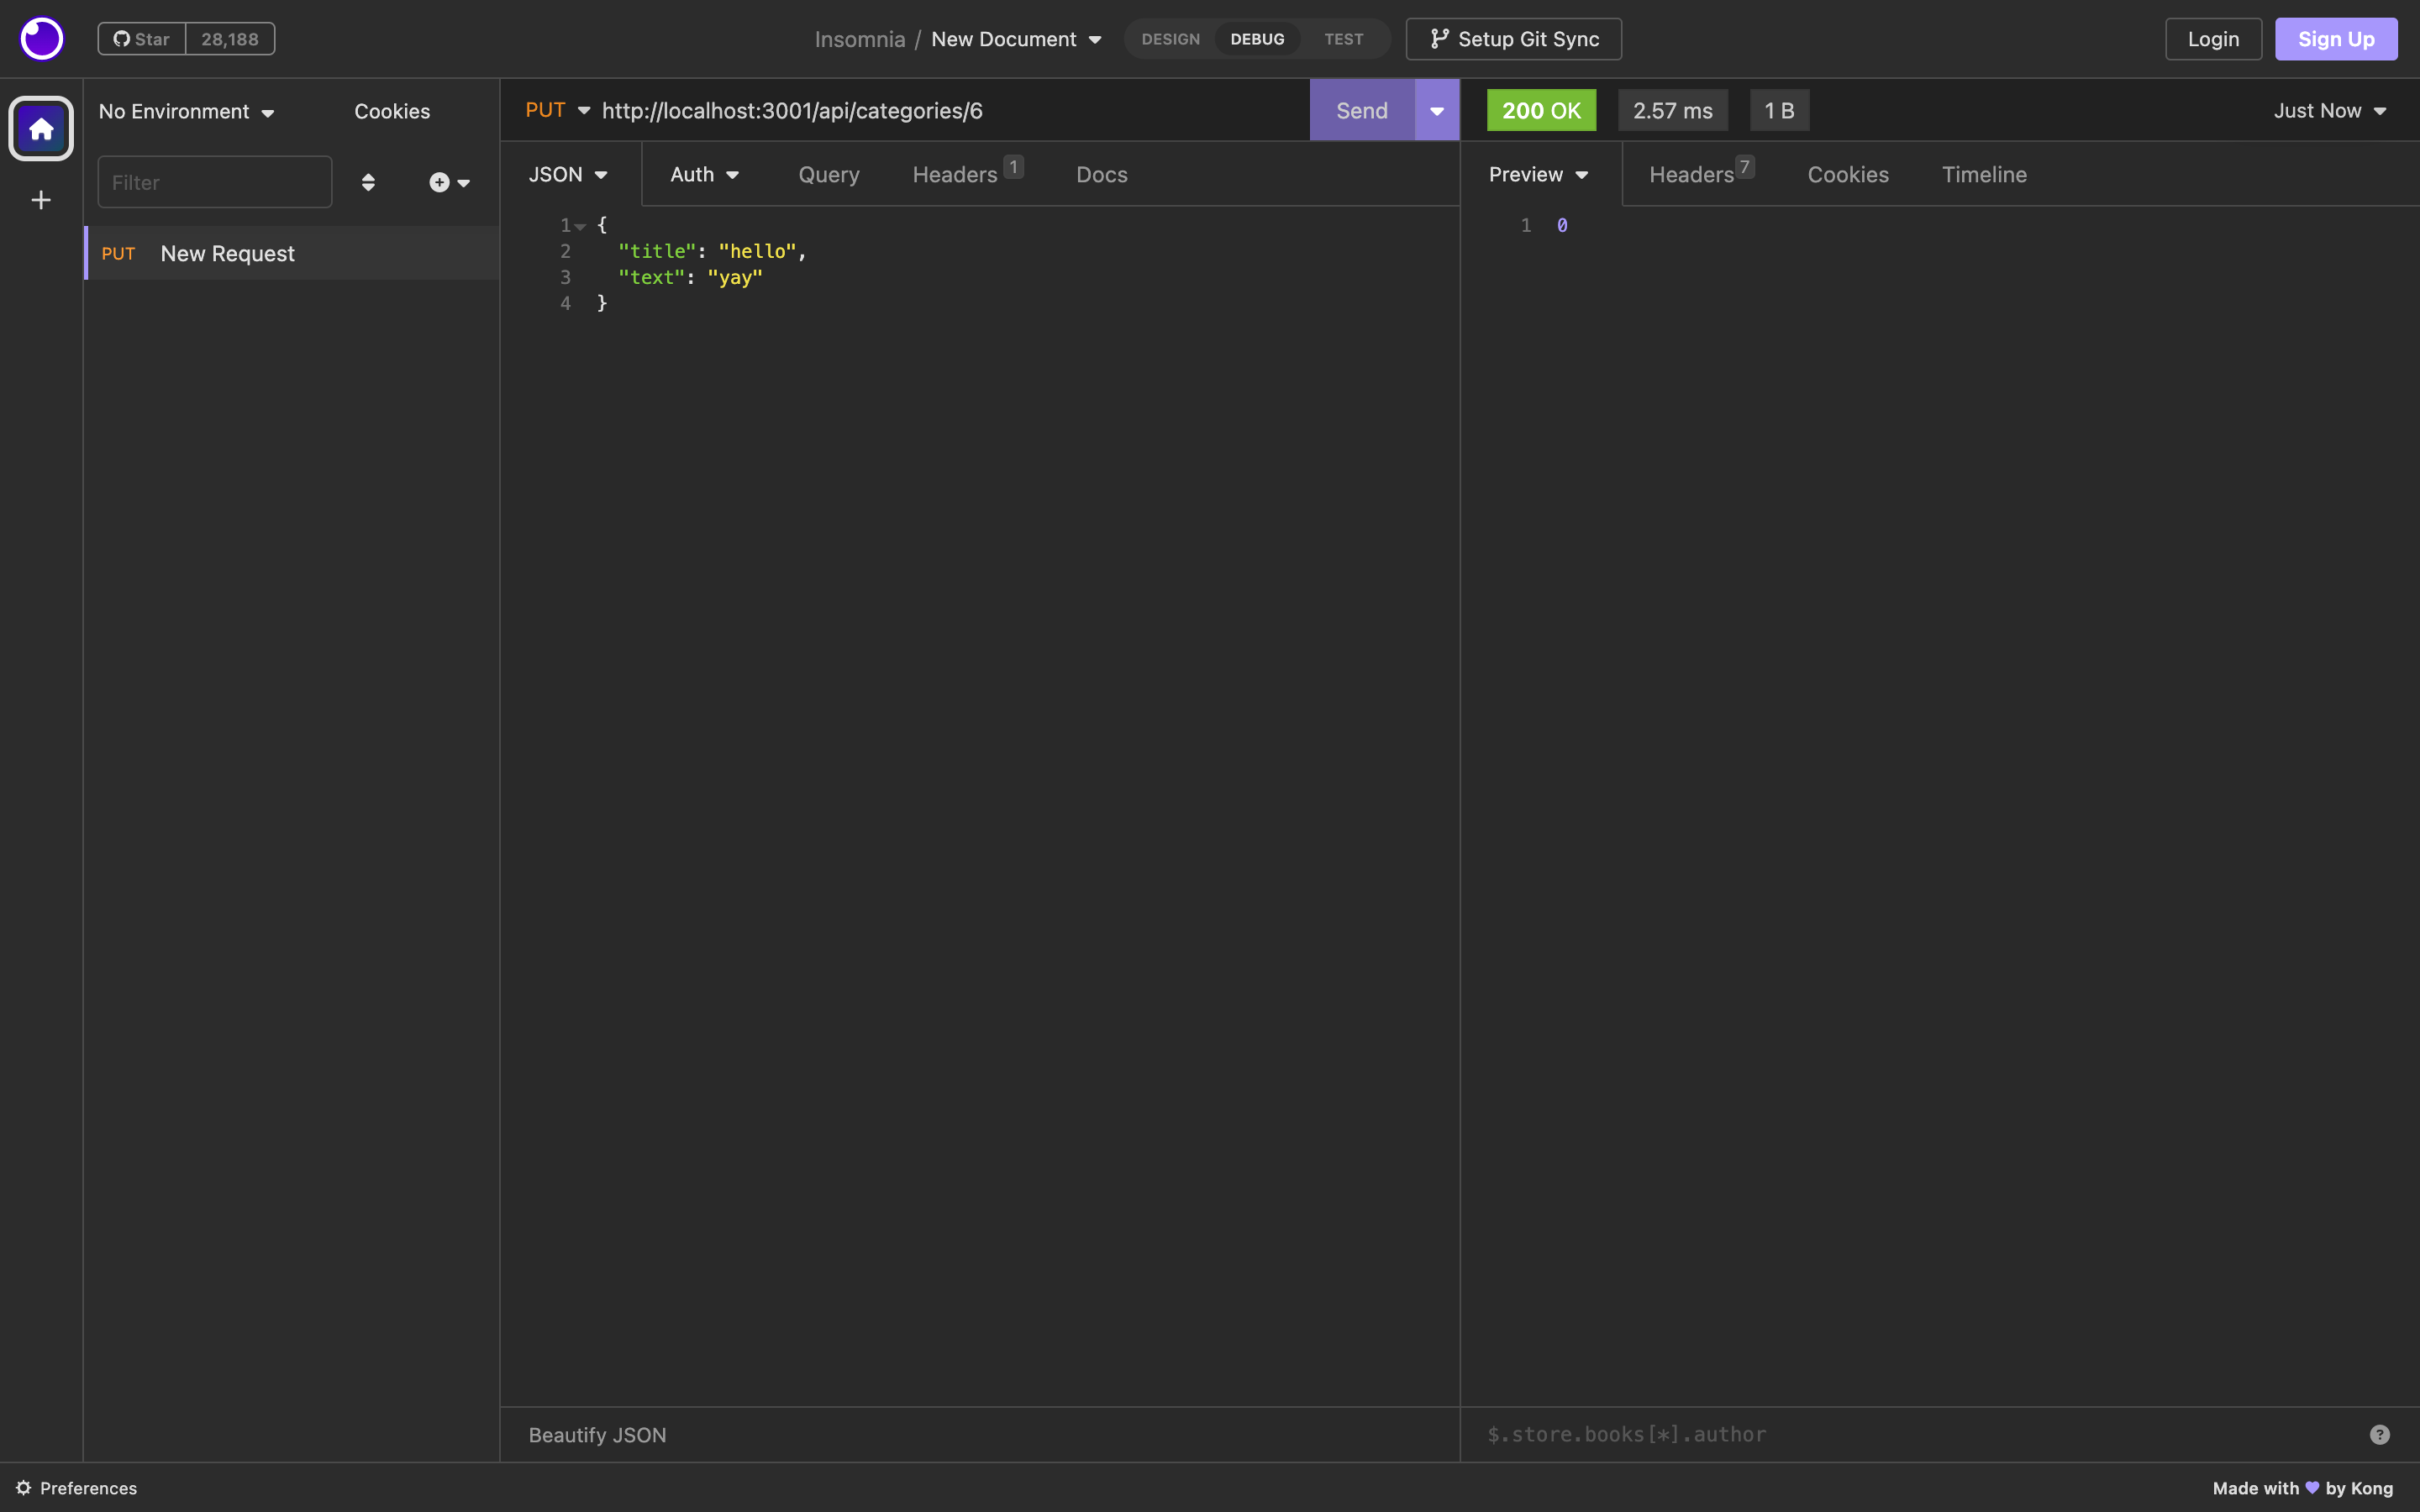 Star 28,188
Insomnia / New Document
DESIGN DEBUG TEST
Setup Git Sync
Login
Sign Up
No Environment
Cookies
Filter
PUT New Request
PUT http://localhost:3001/api/categories/6
Send
JSON Auth Query Headers 1 Docs
1 {
2 "title": "hello",
3 "text": "yay"
4 }
Beautify JSON
200 OK 2.57 ms 1 B
Just Now
Preview Headers 7 Cookies Timeline
1 0
$.store.books[*].author
?
Preferences
Made with by Kong